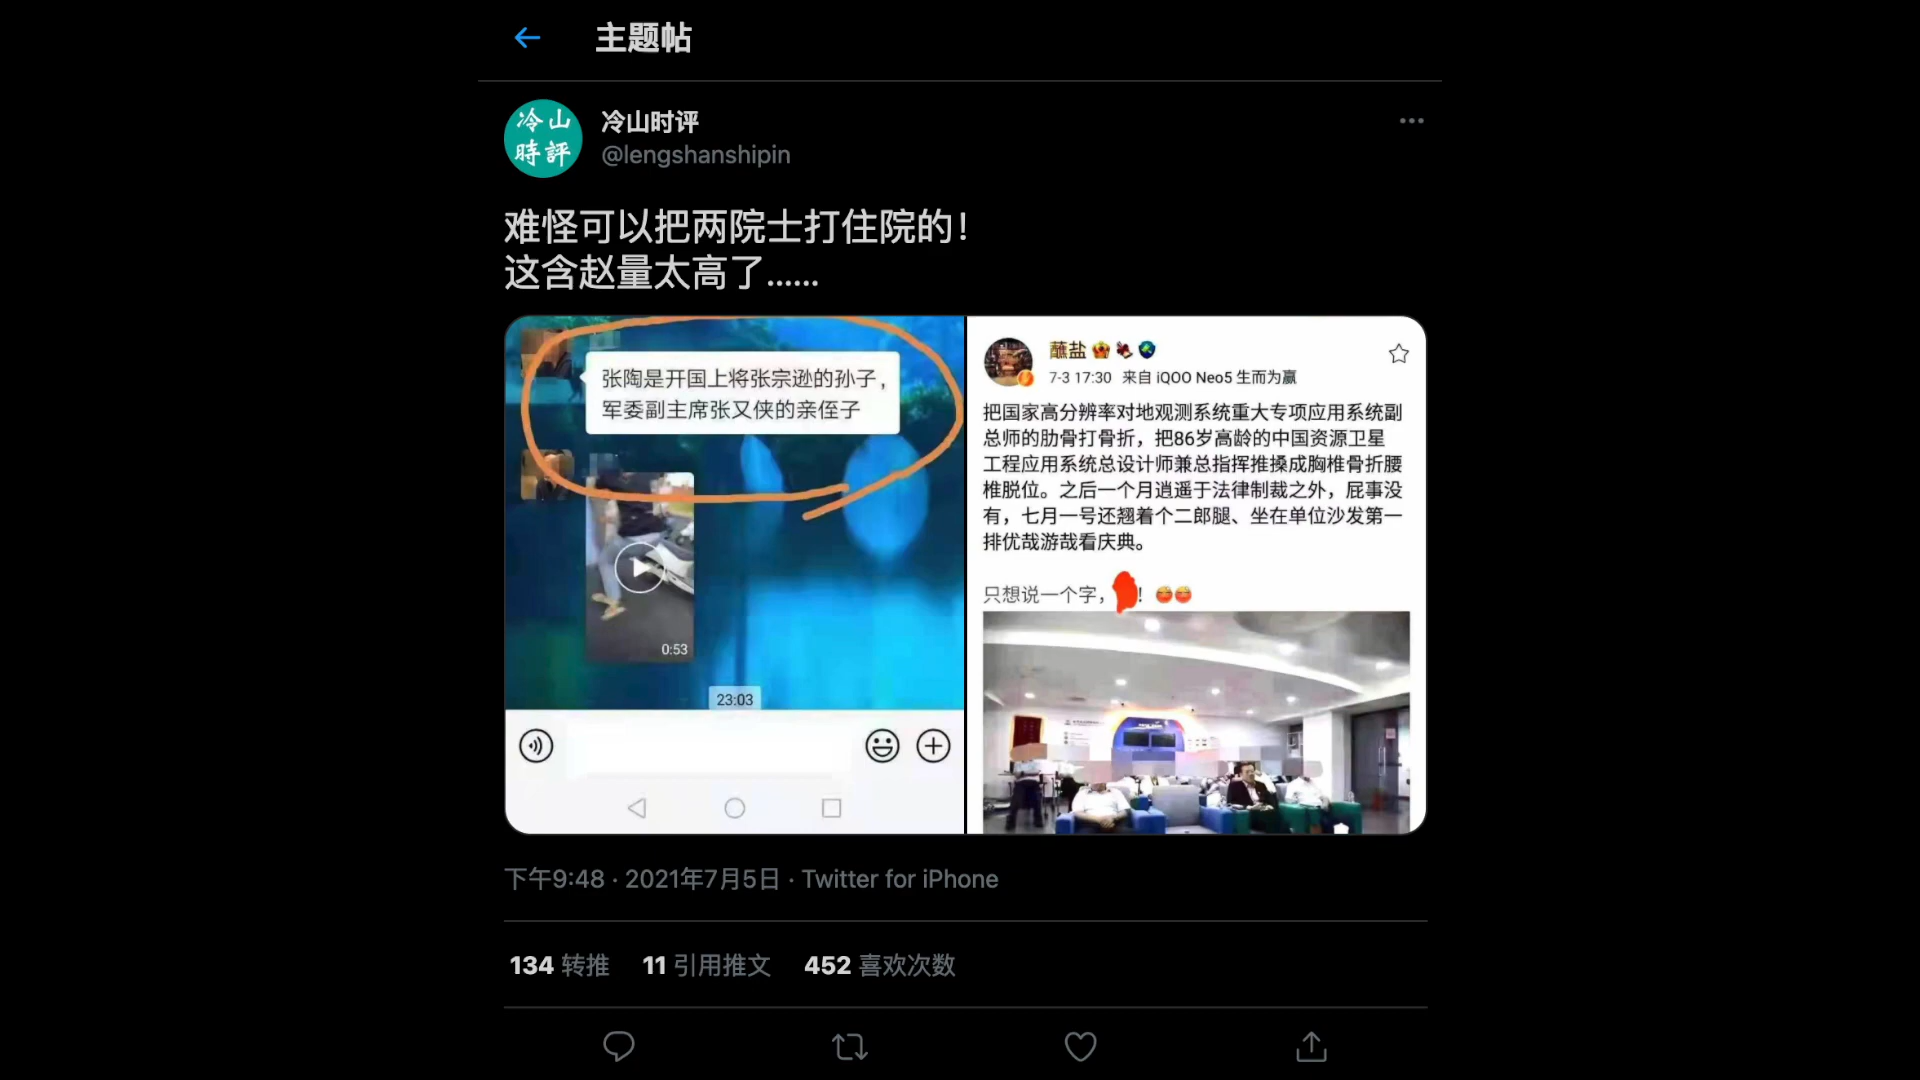 主题帖
冷山時評
冷山时评
@lengshanshipin
难怪可以把两院士打住院的！
这含赵量太高了......
张陶是开国上将张宗逊的孙子，
军委副主席张又侠的亲侄子
0:53
23:03
蘸盐
7-3 17:30 来自 iQOO Neo5 生而为赢
把国家高分辨率对地观测系统重大专项应用系统副
总师的肋骨打骨折，把86岁高龄的中国资源卫星
工程应用系统总设计师兼总指挥推搡成胸椎骨折腰
椎脱位。之后一个月逍遥于法律制裁之外，屁事没
有，七月一号还翘着个二郎腿、坐在单位沙发第一
排优哉游哉看庆典。
只想说一个字，！
下午9:48 · 2021年7月5日 · Twitter for iPhone
134 转推 11 引用推文 452 喜欢次数